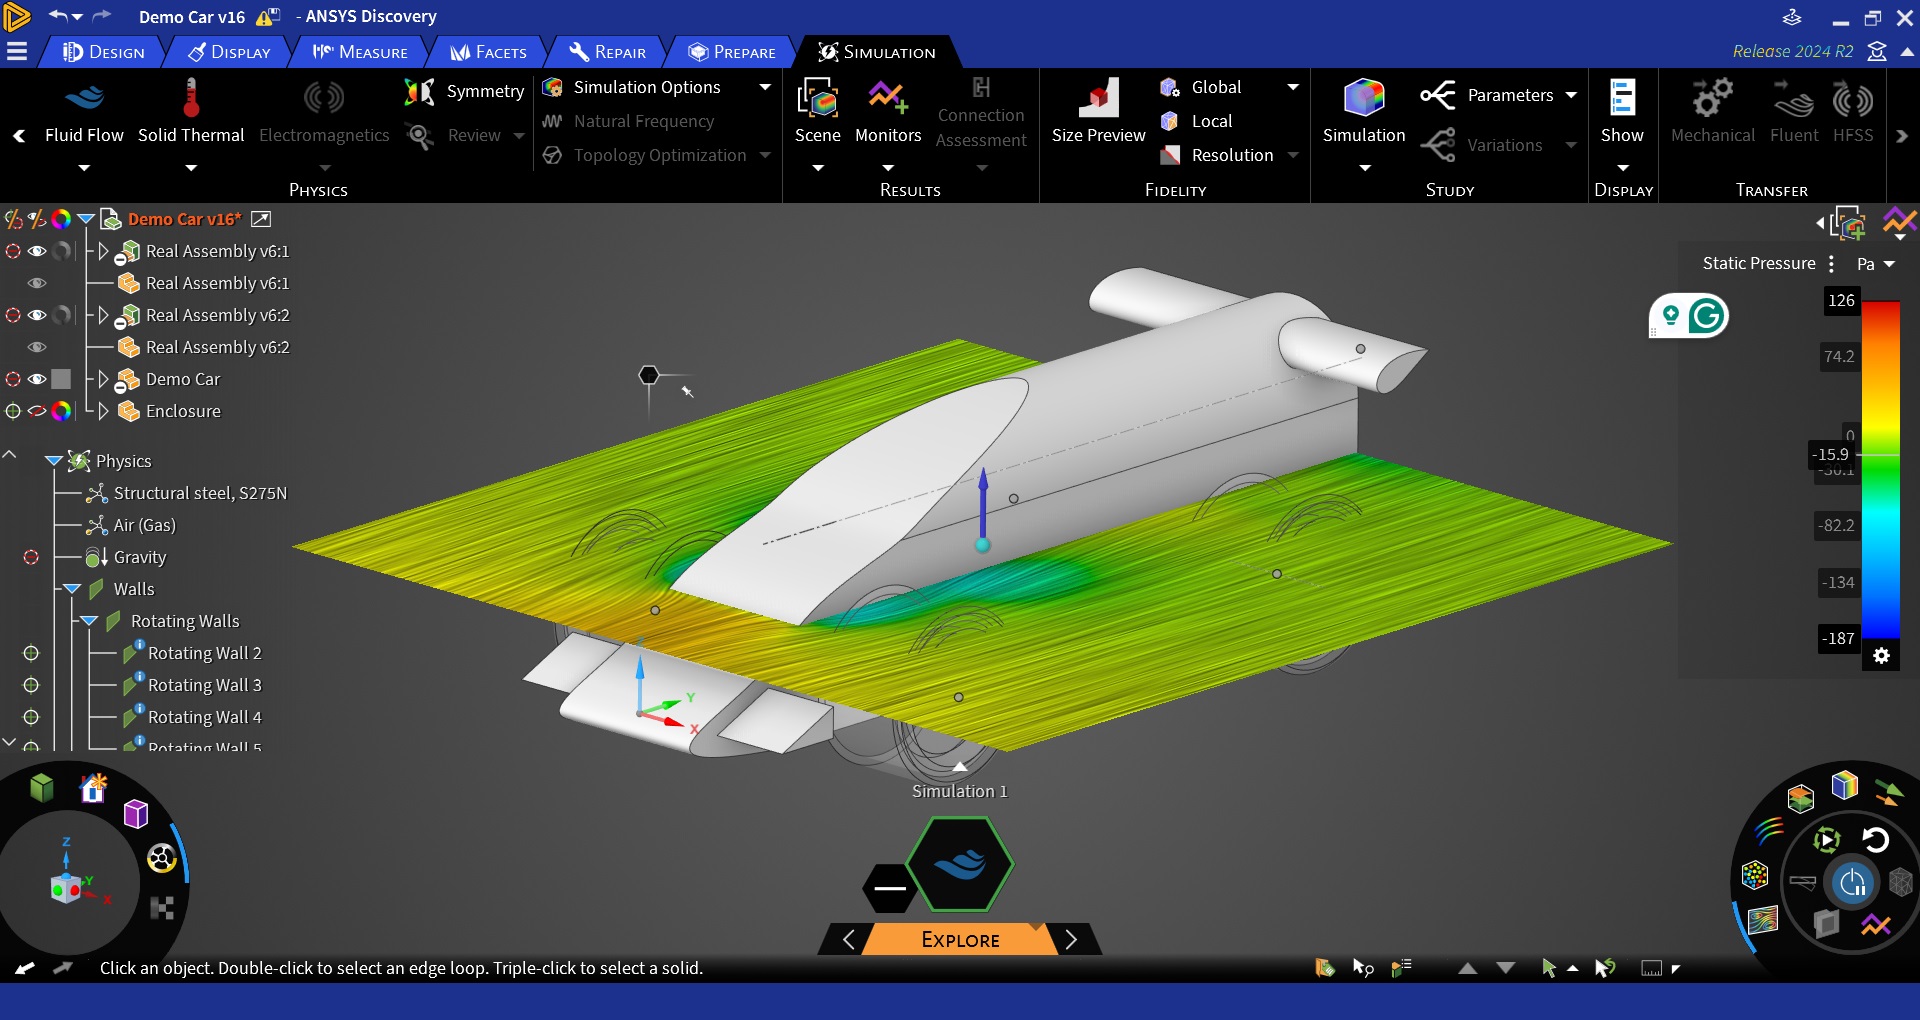 Demo Car v16 - ANSYS Discovery
DESIGN DISPLAY MEASURE FACETS REPAIR PREPARE SIMULATION
Release 2024 R2
Fluid Flow
Solid Thermal
Electromagnetics
Symmetry
Review
PHYSICS
Simulation Options
Natural Frequency
Topology Optimization
Scene
Monitors
Connection
Assessment
RESULTS
Size Preview
Global
Local
Resolution
FIDELITY
Simulation
Parameters
Variations
STUDY
Show
DISPLAY
Mechanical
Fluent
HFSS
TRANSFER
Demo Car v16*
Real Assembly v6:1
Real Assembly v6:1
Real Assembly v6:2
Real Assembly v6:2
Demo Car
Enclosure
Physics
Structural steel, S275N
Air (Gas)
Gravity
Walls
Rotating Walls
Rotating Wall 2
Rotating Wall 3
Rotating Wall 4
Rotating Wall 5
Static Pressure Pa
126
74.2
0
-15.9
-30.1
-82.2
-134
-187
G
Z
Y
X
Z
Y
X
Simulation 1
EXPLORE
Click an object. Double-click to select an edge loop. Triple-click to select a solid.